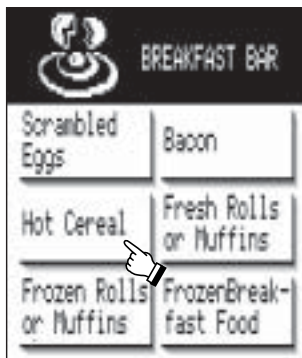 BREAKFAST BAR
Scrambled
Eggs
Bacon
Hot Cereal
Fresh Rolls
or Muffins
Frozen Rolls
or Muffins
FrozenBreak-
fast Food